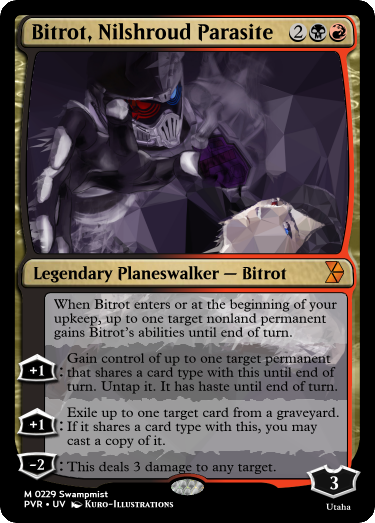 Bitrot, Nilshroud Parasite 2
Legendary Planeswalker — Bitrot
When Bitrot enters or at the beginning of your
upkeep, up to one target nonland permanent
gains Bitrot's abilities until end of turn.
Gain control of up to one target permanent
+1: that shares a card type with this until end of
turn. Untap it. It has haste until end of turn.
Exile up to one target card from a graveyard.
+1: If it shares a card type with this, you may
cast a copy of it.
-2: This deals 3 damage to any target.
3
M 0229 Swampmist
PVR • UV Kuro-Illustrations
Utaha